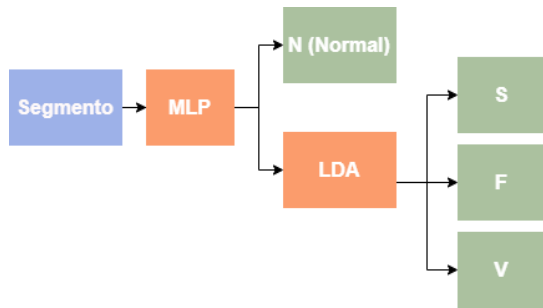 Segmento
MLP
N (Normal)
LDA
S
F
V